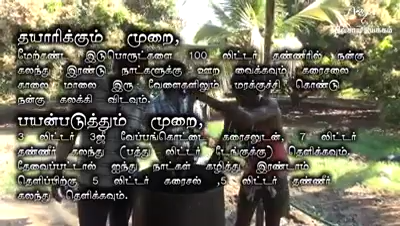 தயாரிக்கும் முறை,
மேற்கண்ட இடுபொருட்களை 100 லிட்டர் தண்ணீரில் நன்கு
கலந்து இரண்டு நாட்களுக்கு ஊற வைக்கவும். கரைசலை
காலை மாலை இரு வேளைகளிலும் மரக்குச்சி கொண்டு
நன்கு கலக்கி விடவும்.
பயன்படுத்தும் முறை,
3 லிட்டர் 3ஜி வேப்பங்கொட்டை கரைசலுடன், 7 லிட்டர்
தண்ணீர் கலந்து (பத்து லிட்டர் டேங்குக்கு) தெளிக்கவும்.
தேவைப்பட்டால் ஐந்து நாட்கள் கழித்து இரண்டாம்
தெளிப்பிற்கு 5 லிட்டர் கரைசல் ,5 லிட்டர் தண்ணீர்
கலந்து தெளிக்கவும்.